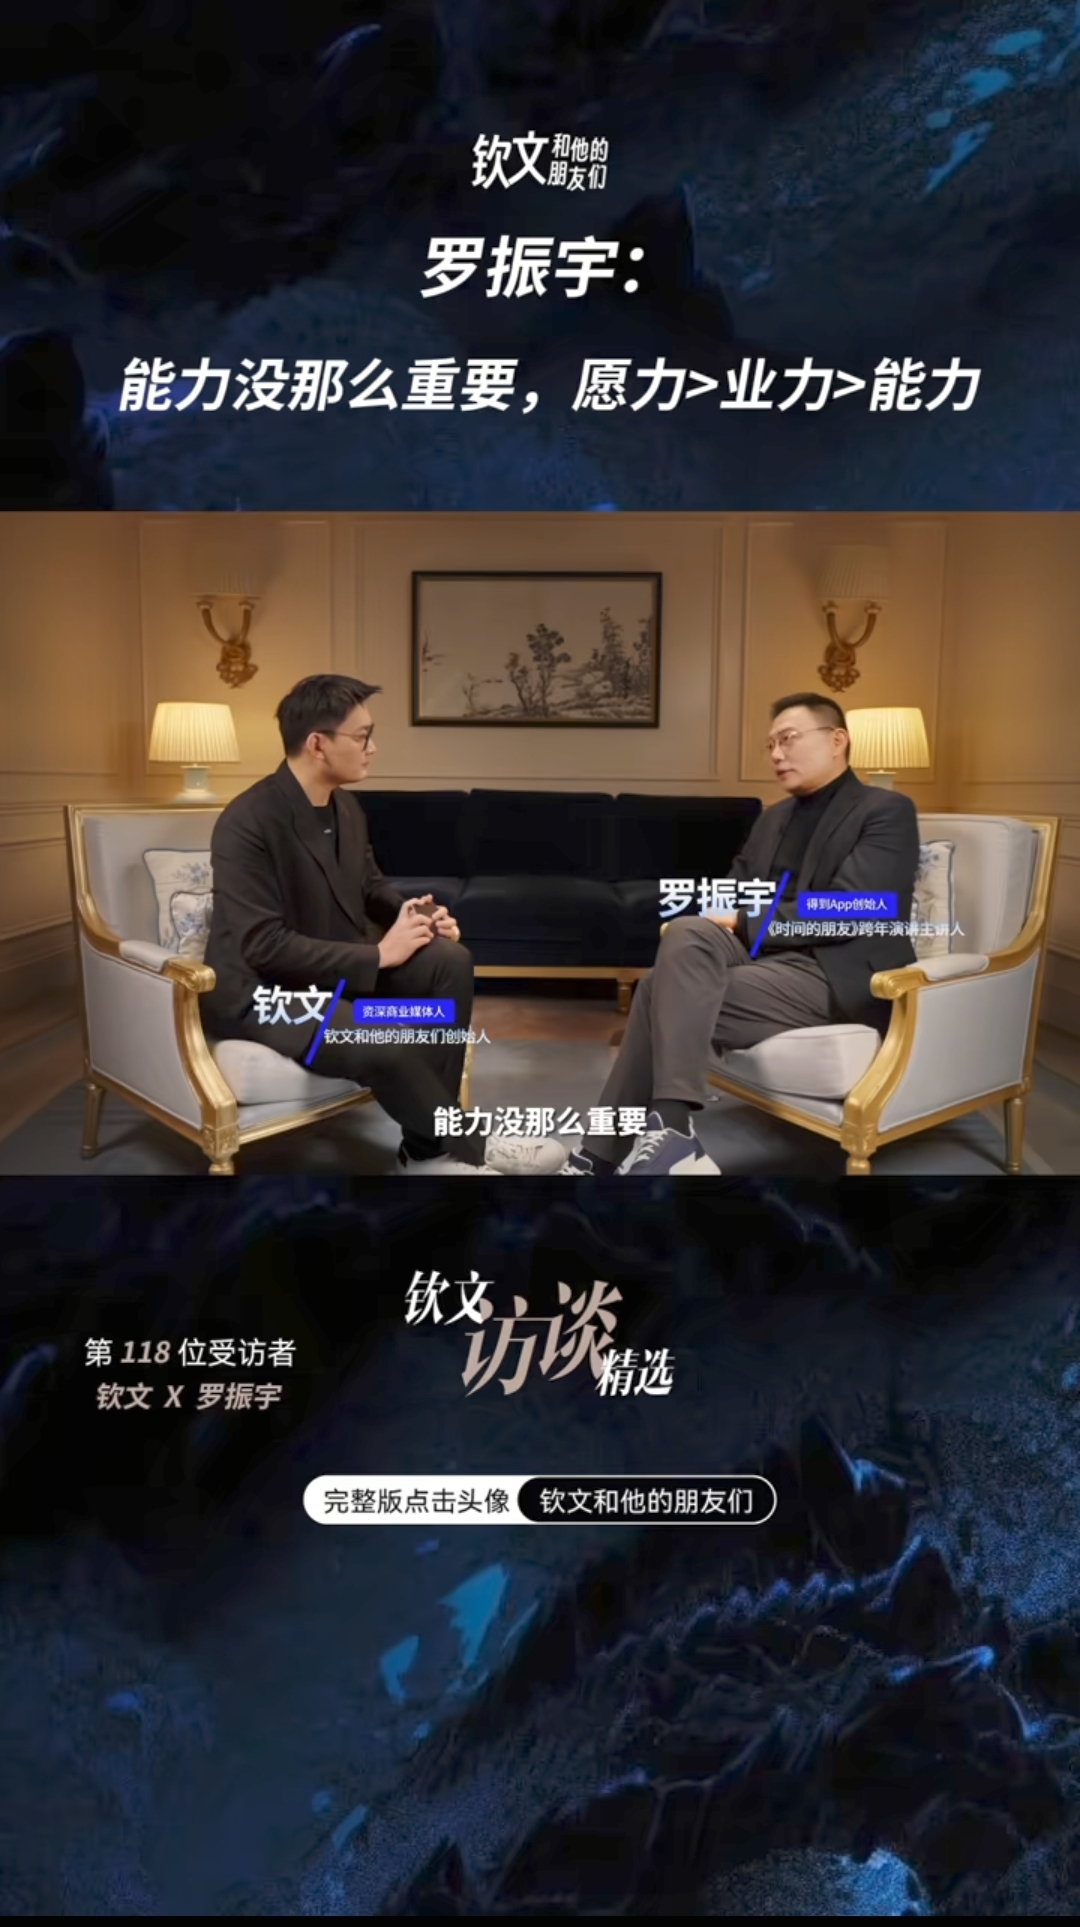 钦文和他的朋友们
罗振宇：
能力没那么重要，愿力>业力>能力
罗振宇
得到App创始人
《时间的朋友》跨年演讲主讲人
钦文
资深商业媒体人
钦文和他的朋友们创始人
能力没那么重要
钦文访谈精选
第 118 位受访者
钦文 X 罗振宇
完整版点击头像 钦文和他的朋友们